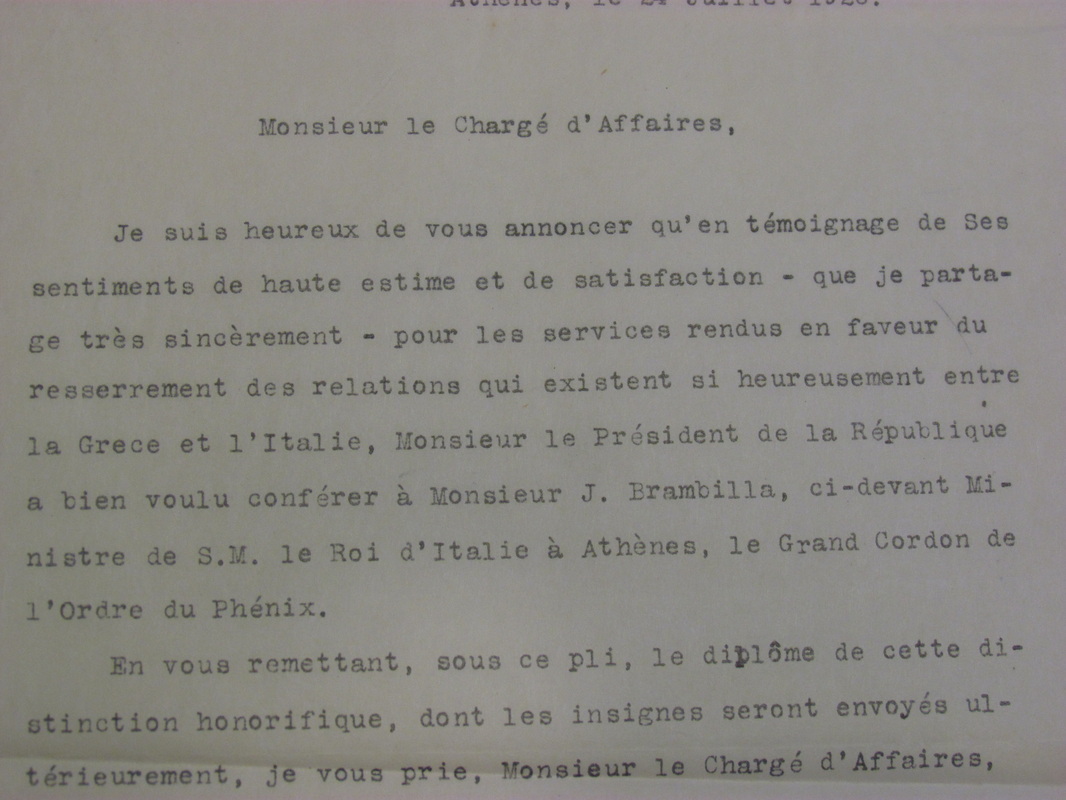 Athènes, le 24 Juillet
Monsieur le Chargé d'Affaires,
Je suis heureux de vous annoncer qu'en témoignage de Ses
sentiments de haute estime et de satisfaction - que je parta-
ge très sincèrement - pour les services rendus en faveur du
resserrement des relations qui existent si heureusement entre
la Grece et l'Italie, Monsieur le Président de la République
a bien voulu conférer à Monsieur J. Brambilla, ci-devant Mi-
nistre de S.M. le Roi d'Italie à Athènes, le Grand Cordon de
l'Ordre du Phénix.
En vous remettant, sous ce pli, le diplôme de cette di-
stinction honorifique, dont les insignes seront envoyés ul-
térieurement, je vous prie, Monsieur le Chargé d'Affaires,